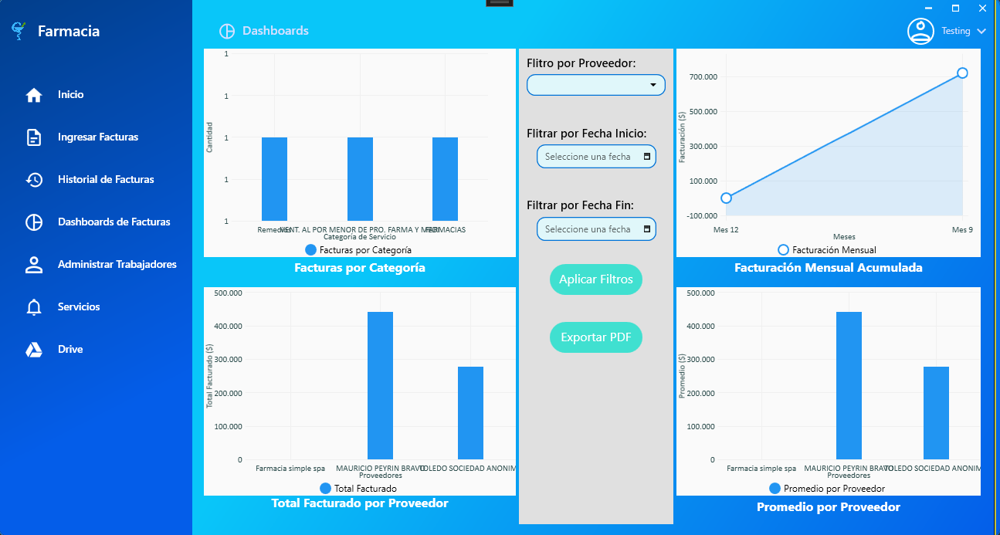 Farmacia
Inicio
Ingresar Facturas
Historial de Facturas
Dashboards de Facturas
Administrar Trabajadores
Servicios
Drive
Dashboards
Testing
1
1
1
1
1
Cantidad
Remedios
VENT. AL POR MENOR DE PRO. FARMA Y MEDI
FARMACIAS
Categoría de Servicio
Facturas por Categoría
Facturas por Categoría
500.000
400.000
300.000
200.000
100.000
0
Total Facturado ($)
Farmacia simple spa
MAURICIO PEYRIN BRAVO
TOLEDO SOCIEDAD ANONIM
Proveedores
Total Facturado
Total Facturado por Proveedor
Flitro por Proveedor:
Flitrar por Fecha Inicio:
Seleccione una fecha
Filtrar por Fecha Fin:
Seleccione una fecha
Aplicar Filtros
Exportar PDF
700.000
500.000
300.000
100.000
-100.000
Facturación ($)
Mes 12
Mes 9
Meses
Facturación Mensual
Facturación Mensual Acumulada
500.000
400.000
300.000
200.000
100.000
0
Promedio ($)
Farmacia simple spa
MAURICIO PEYRIN BRAVO
TOLEDO SOCIEDAD ANONIM
Proveedores
Promedio por Proveedor
Promedio por Proveedor